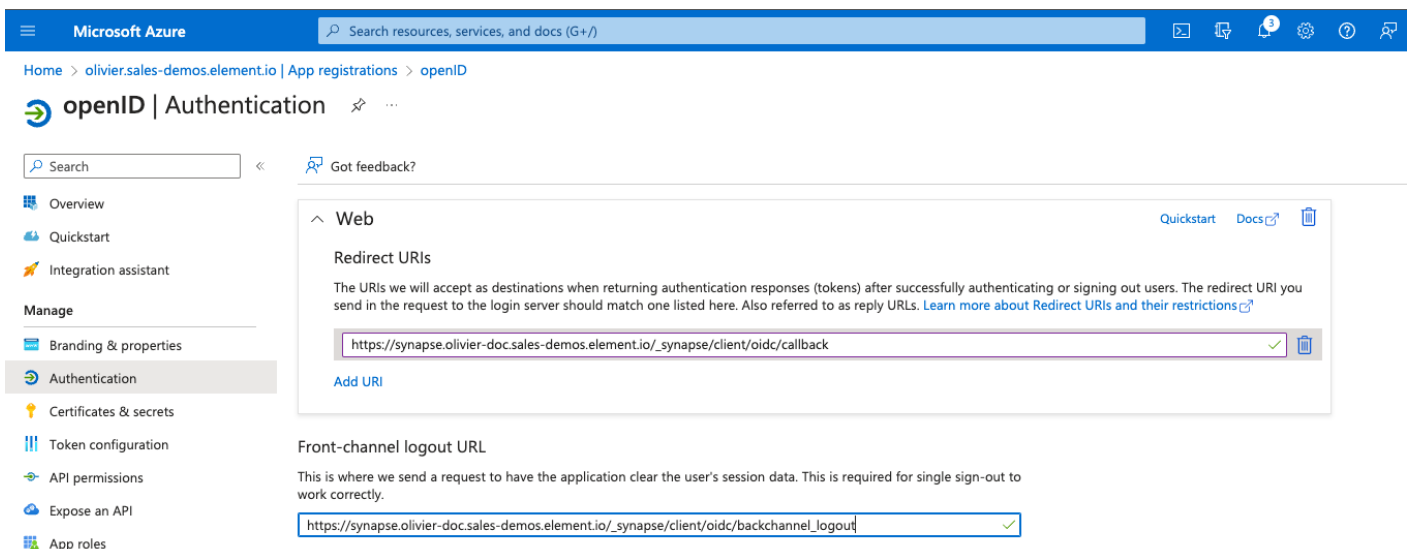 Microsoft Azure
Search resources, services, and docs (G+/)
3
Home > olivier.sales-demos.element.io | App registrations > openID
openID | Authentication
Search
Got feedback?
Overview
Quickstart
Integration assistant
Manage
Branding & properties
Authentication
Certificates & secrets
Token configuration
API permissions
Expose an API
App roles
Web
Quickstart
Docs
Redirect URIs
The URIs we will accept as destinations when returning authentication responses (tokens) after successfully authenticating or signing out users. The redirect URI you
send in the request to the login server should match one listed here. Also referred to as reply URLs. Learn more about Redirect URIs and their restrictions
https://synapse.olivier-doc.sales-demos.element.io/_synapse/client/oidc/callback
Add URI
Front-channel logout URL
This is where we send a request to have the application clear the user's session data. This is required for single sign-out to
work correctly.
https://synapse.olivier-doc.sales-demos.element.io/_synapse/client/oidc/backchannel_logout